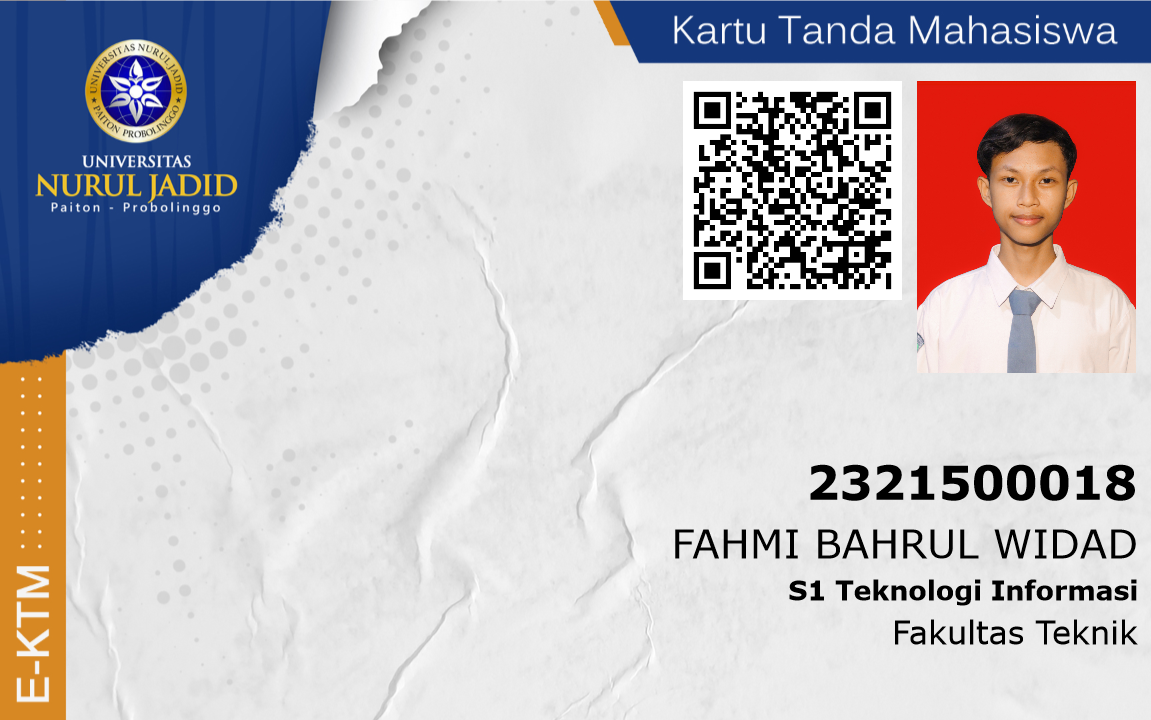 UNIVERSITAS NURUL JADID
PAITON PROBOLINGGO
UNIVERSITAS
NURUL JADID
Paiton - Probolinggo
Kartu Tanda Mahasiswa
2321500018
FAHMI BAHRUL WIDAD
S1 Teknologi Informasi
Fakultas Teknik
E-KTM